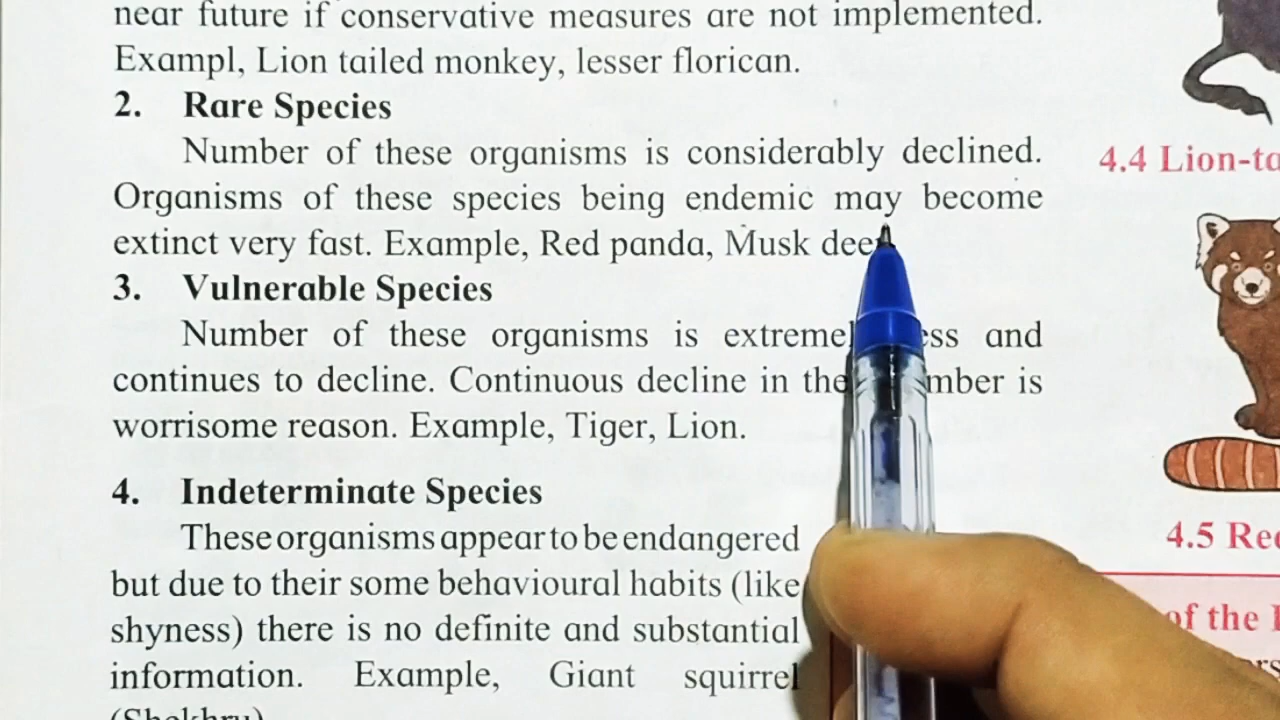 near future if conservative measures are not implemented.
Exampl, Lion tailed monkey, lesser florican.
2. Rare Species
Number of these organisms is considerably declined.
Organisms of these species being endemic may become
extinct very fast. Example, Red panda, Musk deer
3. Vulnerable Species
Number of these organisms is extremely less and
continues to decline. Continuous decline in the number is
worrisome reason. Example, Tiger, Lion.
4. Indeterminate Species
These organisms appear to be endangered
but due to their some behavioural habits (like
shyness) there is no definite and substantial
information. Example, Giant squirrel
(Shekhru)
4.4 Lion-ta
4.5 Re
of the